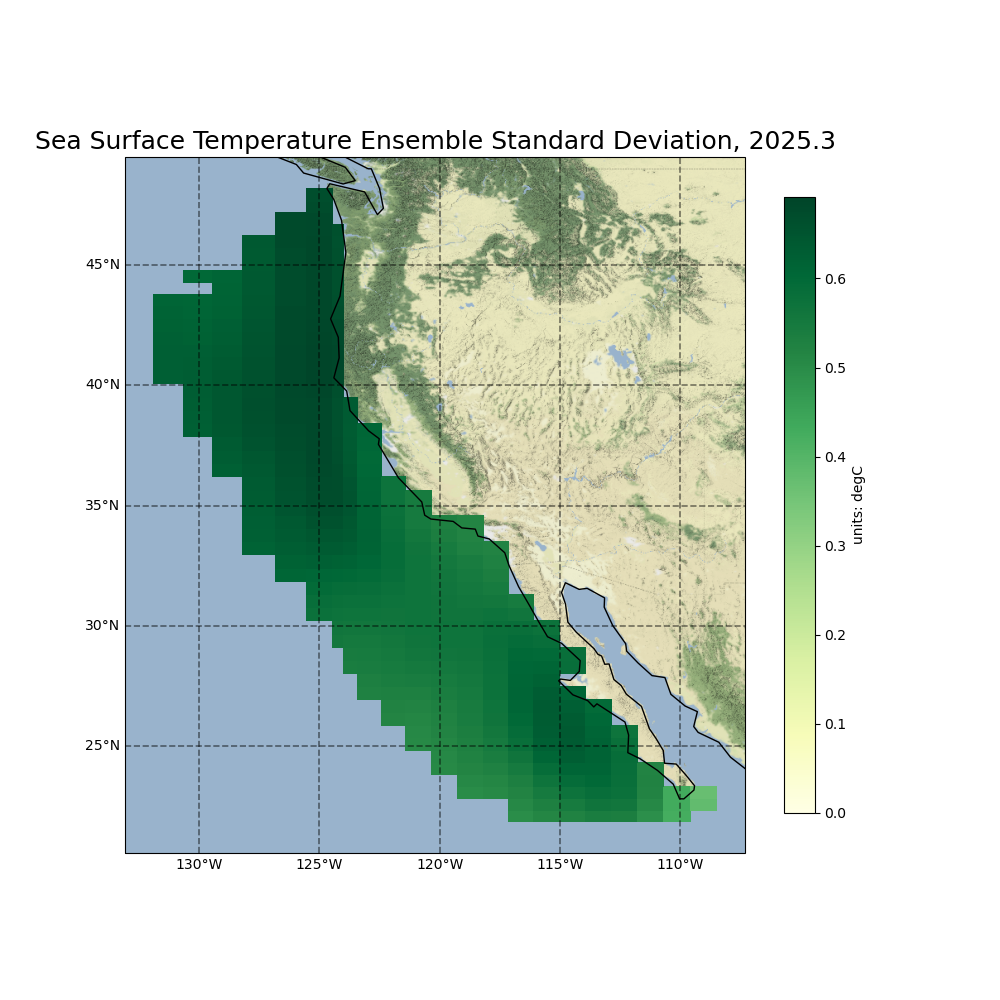 Sea Surface Temperature Ensemble Standard Deviation, 2025.3
45°N
40°N
35°N
30°N
25°N
130°W 125°W 120°W 115°W 110°W
0.6
0.5
0.4
0.3
0.2
0.1
0.0
units: degC